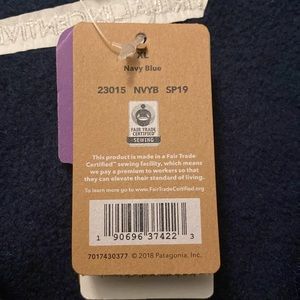 XL
Navy Blue
23015 NVYB SP19
FAIR TRADE
CERTIFIED
SEWING
This product is made in a Fair Trade
Certified™ sewing facility, which means
we pay a premium to workers so that
they can elevate their standard of living.
To learn more go to www.FairTradeCertified.org
1 90696 37422 3
7017430377 © 2018 Patagonia, Inc.